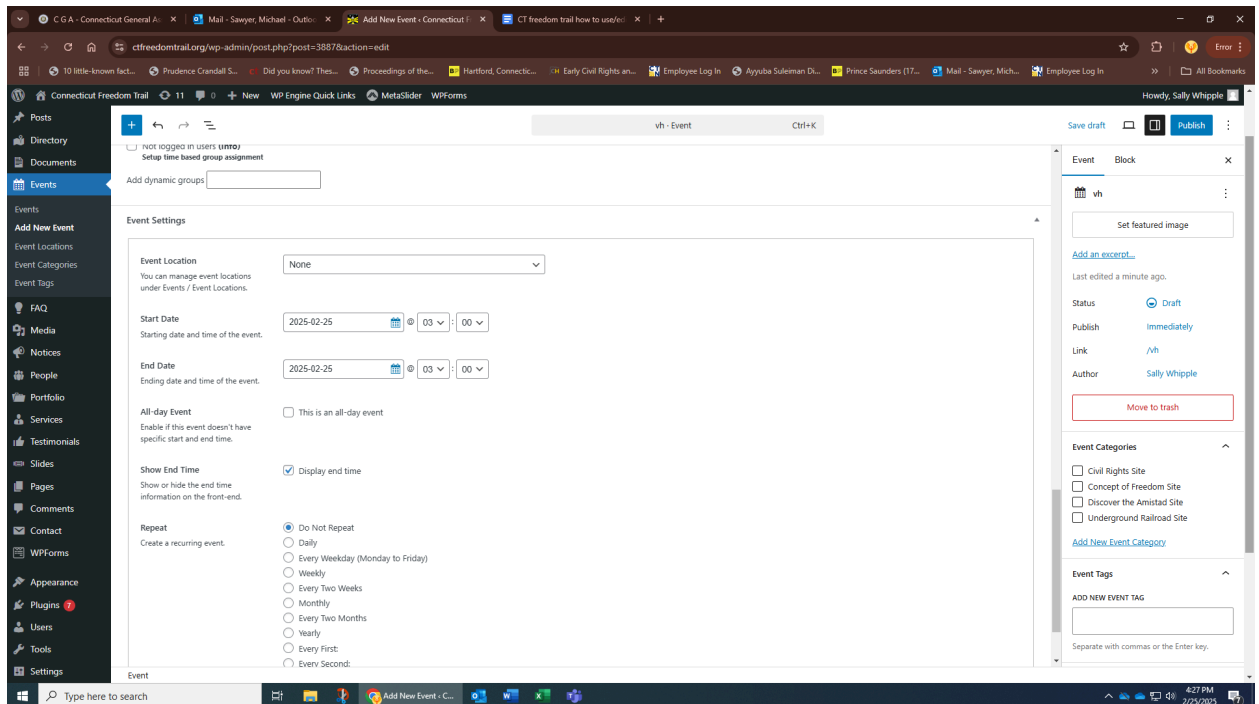 C G A - Connecticut General As
Mail - Sawyer, Michael - Outloo
Add New Event ‹ Connecticut F
CT freedom trail how to use/ed
ctfreedomtrail.org/wp-admin/post.php?post=3887&action=edit
Error
10 little-known fact...
Prudence Crandall S...
Did you know? Thes...
Proceedings of the...
Hartford, Connectic...
Early Civil Rights an...
Employee Log In
Ayyuba Suleiman Di...
Prince Saunders (17...
Mail - Sawyer, Mich...
Employee Log In
All Bookmarks
Connecticut Freedom Trail 11 0 + New WP Engine Quick Links MetaSlider WPForms
Howdy, Sally Whipple
Posts
Directory
Documents
Events
Events
Add New Event
Event Locations
Event Categories
Event Tags
FAQ
Media
Notices
People
Portfolio
Services
Testimonials
Slides
Pages
Comments
Contact
WPForms
Appearance
Plugins 7
Users
Tools
Settings
vh · Event Ctrl+K
Save draft
Publish
Not logged in users (Info)
Setup time based group assignment
Add dynamic groups
Event Settings
Event Location
You can manage event locations
under Events / Event Locations.
None
Start Date
Starting date and time of the event.
2025-02-25 @ 03 : 00
End Date
Ending date and time of the event.
2025-02-25 @ 03 : 00
All-day Event
Enable if this event doesn't have
specific start and end time.
This is an all-day event
Show End Time
Show or hide the end time
information on the front-end.
Display end time
Repeat
Create a recurring event.
Do Not Repeat
Daily
Every Weekday (Monday to Friday)
Weekly
Every Two Weeks
Monthly
Every Two Months
Yearly
Every First:
Every Second:
Event
Event Block
vh
Set featured image
Add an excerpt...
Last edited a minute ago.
Status Draft
Publish Immediately
Link /vh
Author Sally Whipple
Move to trash
Event Categories
Civil Rights Site
Concept of Freedom Site
Discover the Amistad Site
Underground Railroad Site
Add New Event Category
Event Tags
ADD NEW EVENT TAG
Separate with commas or the Enter key.
Type here to search
Add New Event ‹ C...
4:27 PM
2/25/2025